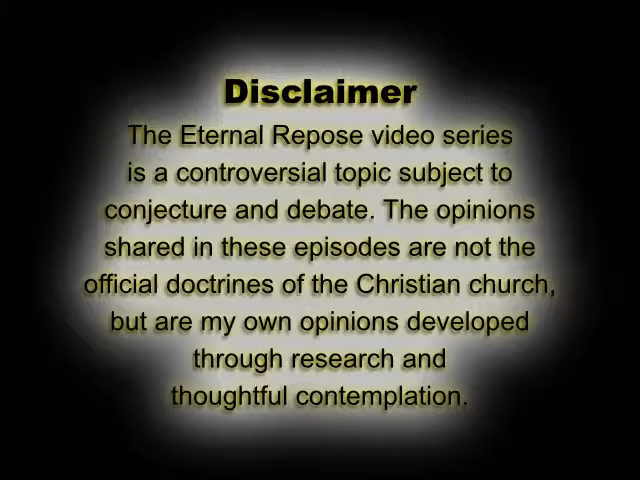 Disclaimer
The Eternal Repose video series
is a controversial topic subject to
conjecture and debate. The opinions
shared in these episodes are not the
official doctrines of the Christian church,
but are my own opinions developed
through research and
thoughtful contemplation.